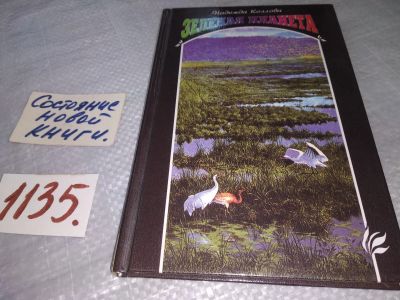 Надежда Козлова
ЗЕЛЕНАЯ ПЛАНЕТА
Состояние
новой
книги.
1135.